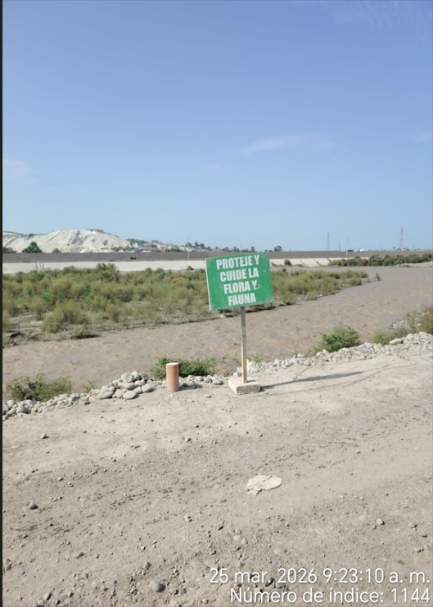 PROTEJE Y
CUIDE LA
FLORA Y
FAUNA
25 mar. 2026 9:23:10 a. m.
Número de índice: 1144